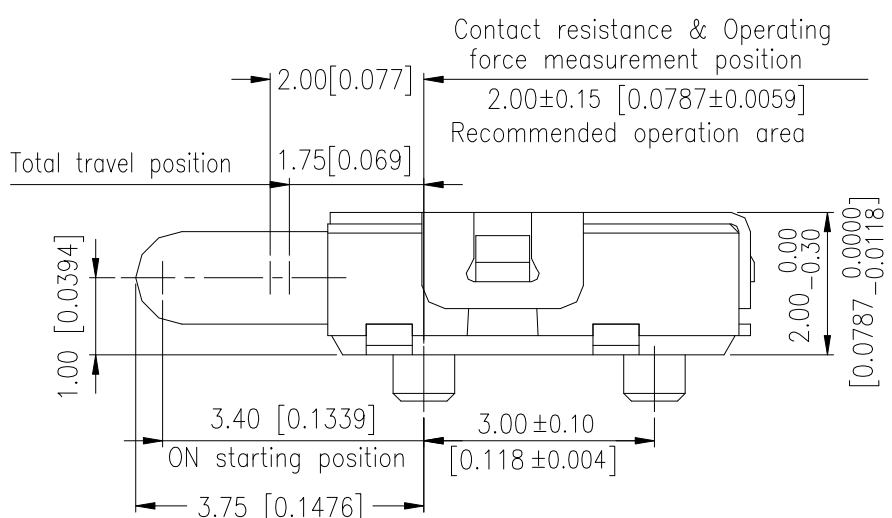 Contact resistance & Operating
force measurement position
2.00[0.077]
2.00±0.15 [0.0787±0.0059]
Recommended operation area
Total travel position
1.75[0.069]
1.00 [0.0394]
2.00 0.00 -0.30
[0.0787 0.0000 -0.0118]
3.40 [0.1339]
ON starting position
3.00±0.10
[0.118±0.004]
3.75 [0.1476]